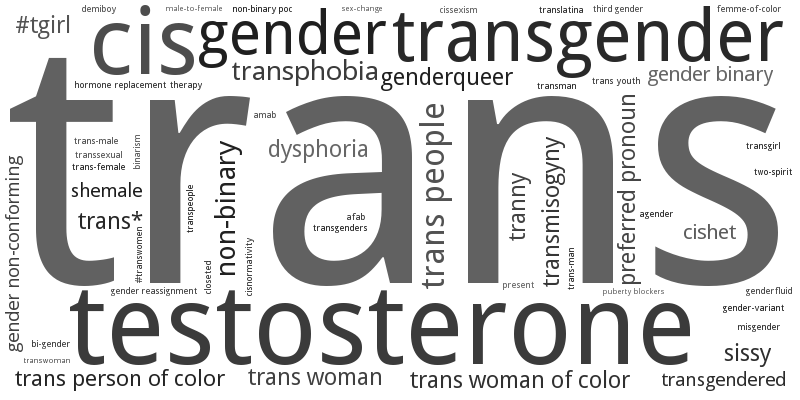 demiboy
male-to-female
non-binary poc
sex-change
cissexism
translatina
third gender
femme-of-color
#tgirl
cis
gender
transgender
transphobia
genderqueer
gender binary
hormone replacement therapy
transman
trans youth
trans
amab
trans-male
binarism
transsexual
trans-female
dysphoria
trans people
preferred pronoun
transgirl
two-spirit
gender non-conforming
shemale
transpeople
non-binary
tranny
transmisogyny
trans*
afab
transgenders
agender
cishet
#transwomen
closeted
cisnormativity
trans-man
gender reassignment
present
puberty blockers
genderfluid
testosterone
gender-variant
misgender
bi-gender
transwoman
sissy
trans person of color
trans woman
trans woman of color
transgendered